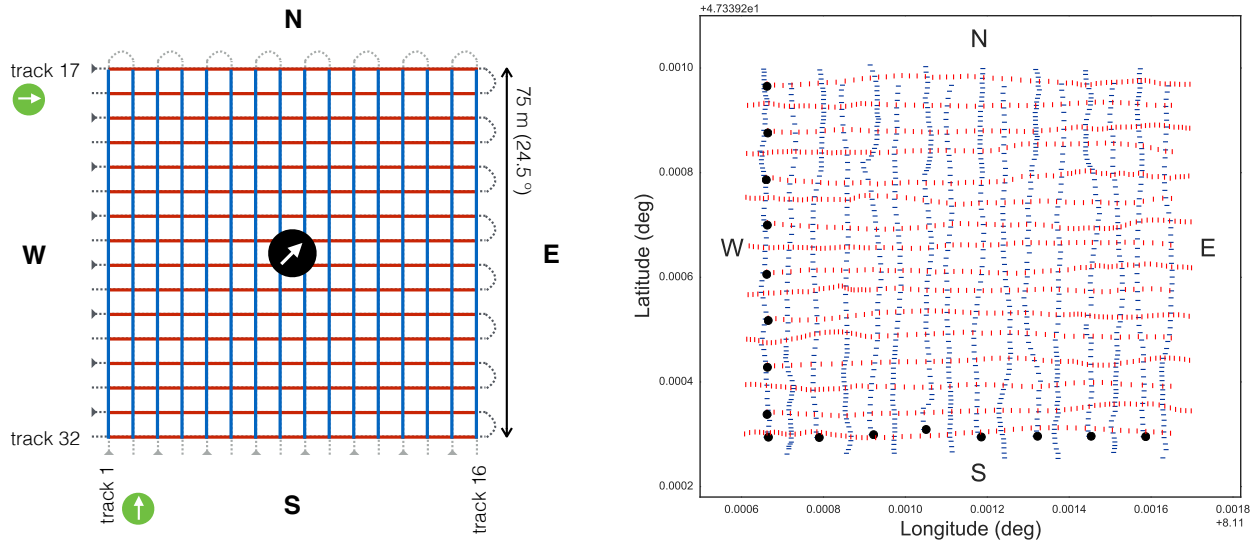 N
track 17
75 m (24.5 º)
W
E
track 32
track 1
S
track 16
+4.73392e1
N
0.0010
0.0008
W
E
0.0006
0.0004
0.0002
S
Latitude (deg)
0.0006 0.0008 0.0010 0.0012 0.0014 0.0016 0.0018
+8.11
Longitude (deg)